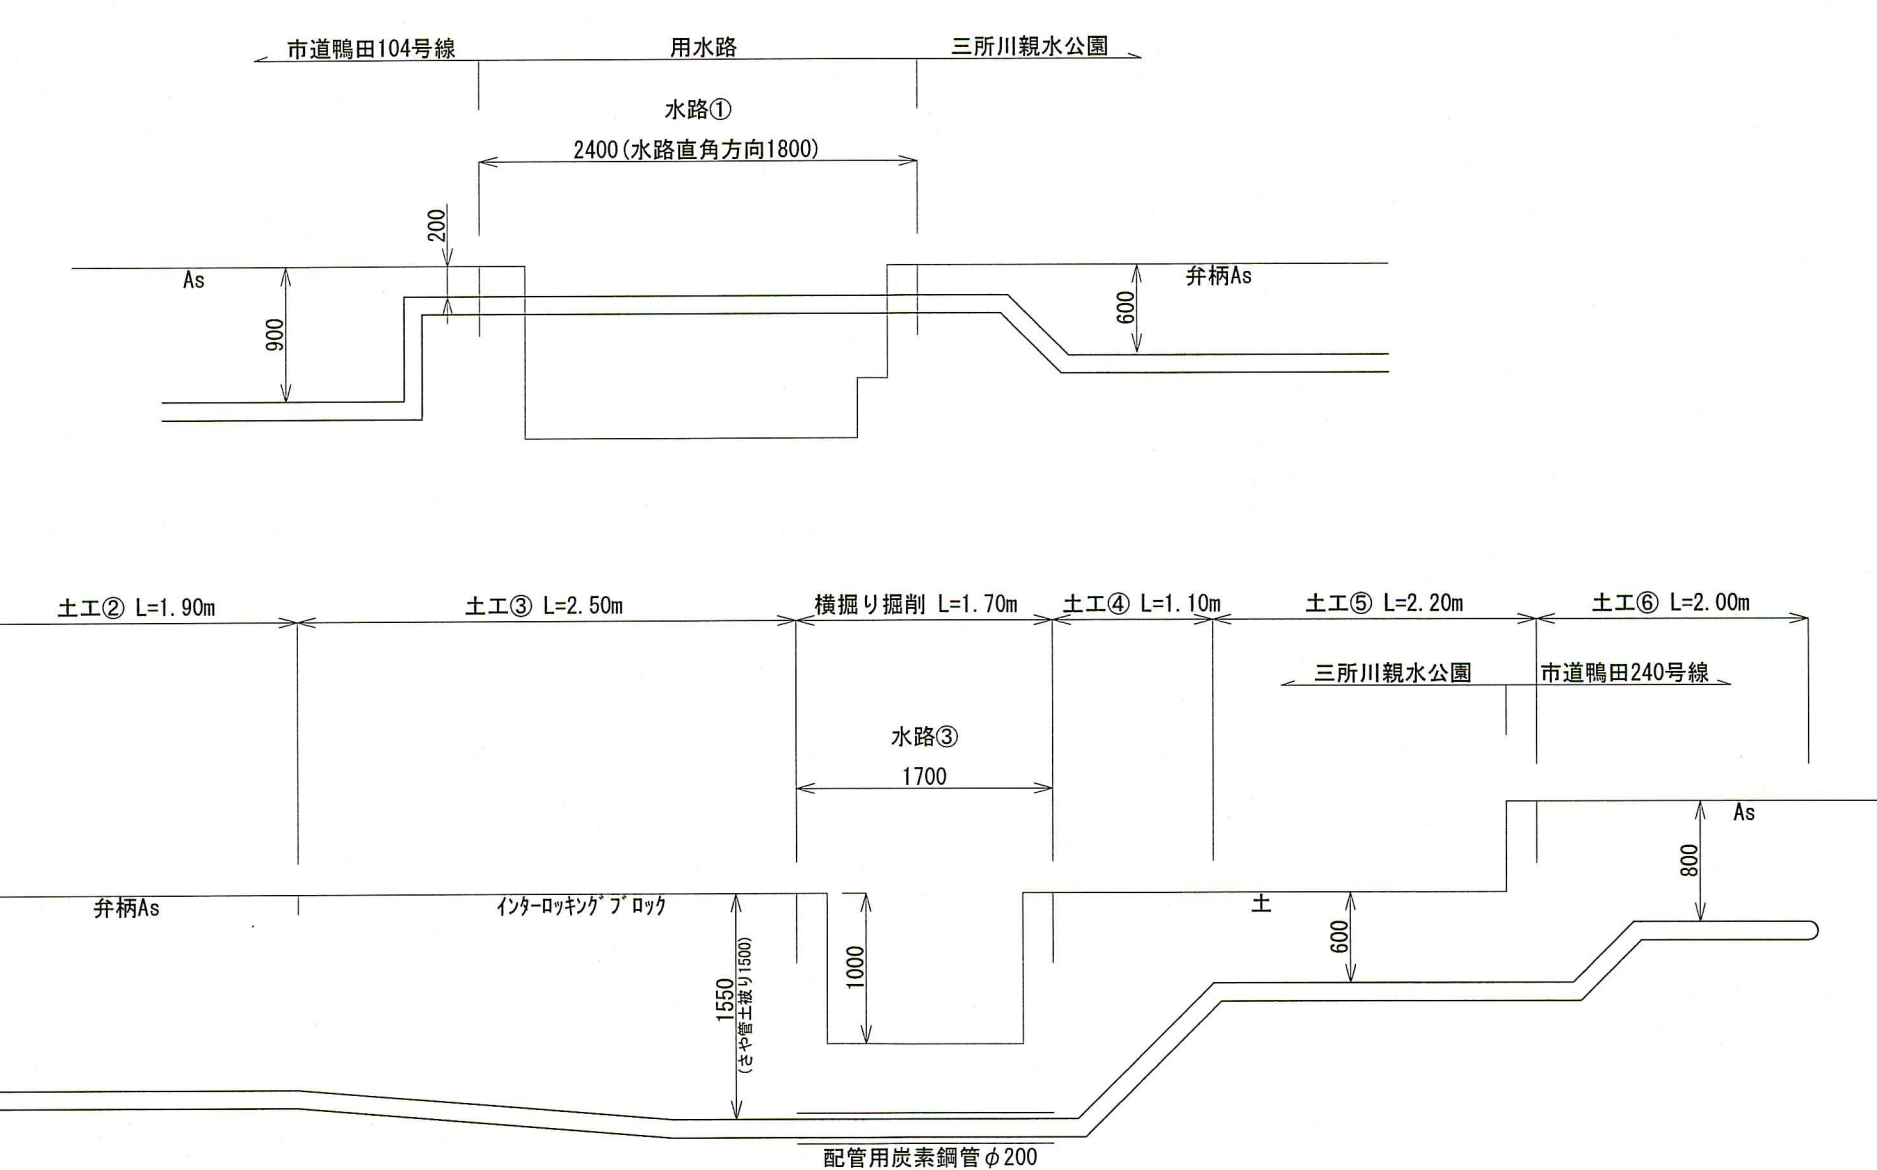 市道鴨田104号線 用水路 三所川親水公園
水路①
2400(水路直角方向1800)
200
As
弁柄As
900
600
土工② L=1.90m 土工③ L=2.50m 横掘り掘削 L=1.70m 土工④ L=1.10m 土工⑤ L=2.20m 土工⑥ L=2.00m
三所川親水公園 市道鴨田240号線
水路③
1700
As
800
弁柄As
インターロッキングブロック
土
600
1000
1550
(さや管土被り1500)
配管用炭素鋼管φ200